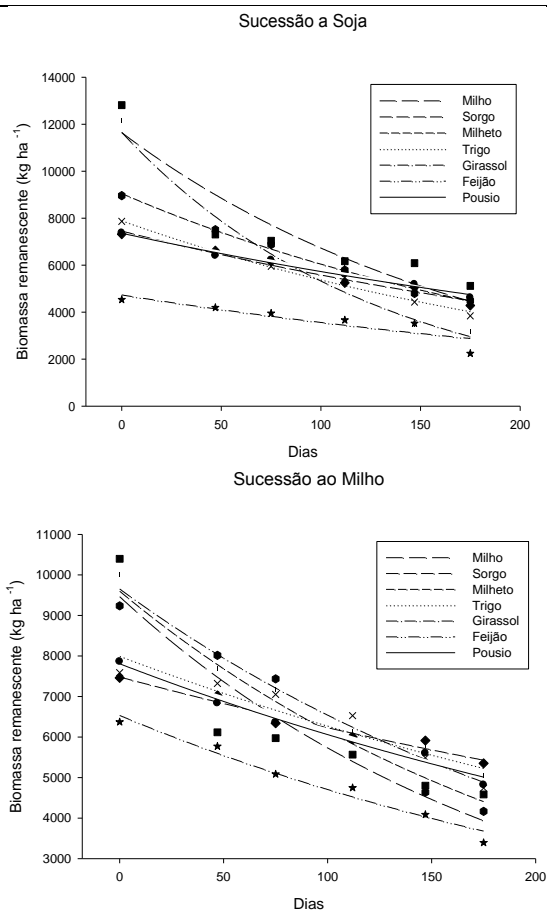 Sucessão a Soja
Biomassa remanescente (kg ha -1)
14000
12000
10000
8000
6000
4000
2000
0
Milho
Sorgo
Milheto
Trigo
Girassol
Feijão
Pousio
0 50 100 150 200
Dias
Sucessão ao Milho
Biomassa remanescente (kg ha -1)
11000
10000
9000
8000
7000
6000
5000
4000
3000
Milho
Sorgo
Milheto
Trigo
Girassol
Feijão
Pousio
0 50 100 150 200
Dias